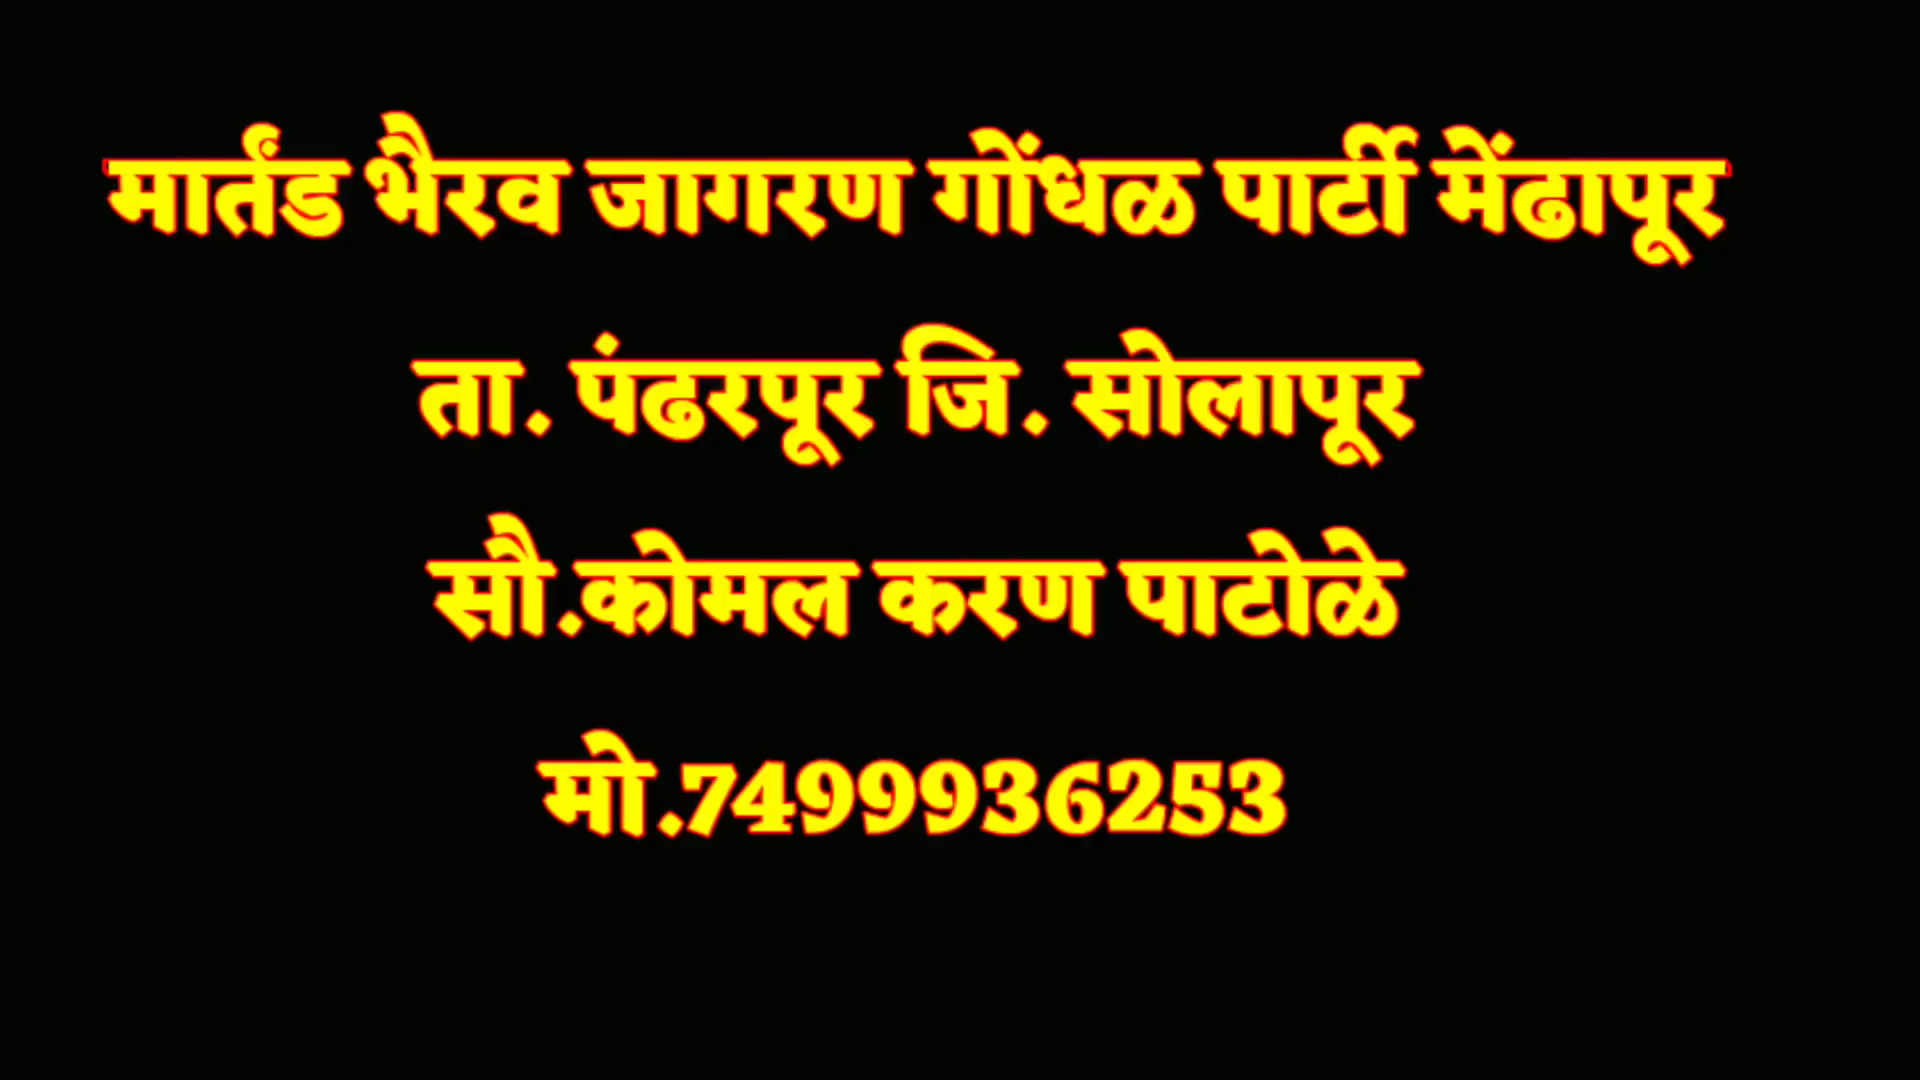 मार्तंड भैरव जागरण गोंधळ पार्टी मेंढापूर
ता. पंढरपूर जि. सोलापूर
सौ.कोमल करण पाटोळे
मो.7499936253